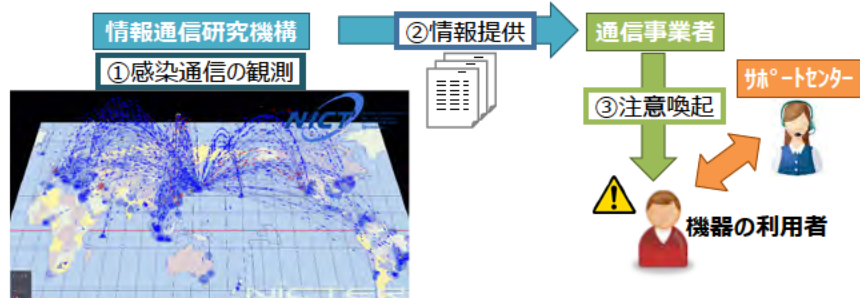 情報通信研究機構
②情報提供
通信事業者
①感染通信の観測
サポートセンター
③注意喚起
NICT
機器の利用者
NICTER